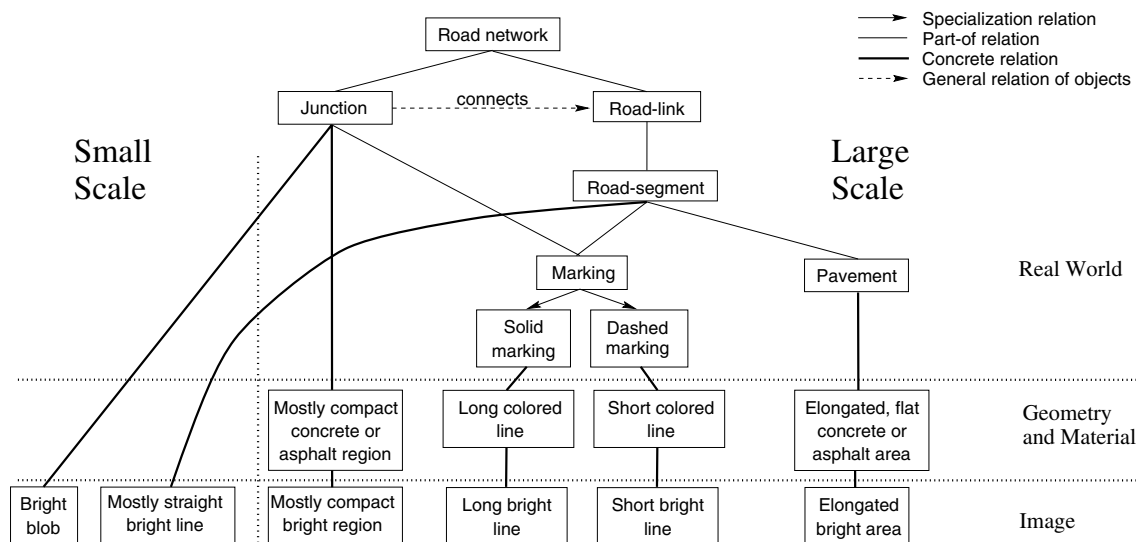 Road network
Specialization relation
Part-of relation
Concrete relation
General relation of objects
Junction
connects
Road-link
Small
Scale
Large
Scale
Road-segment
Marking
Pavement
Real World
Solid
marking
Dashed
marking
Mostly compact
concrete or
asphalt region
Long colored
line
Short colored
line
Elongated, flat
concrete or
asphalt area
Geometry
and Material
Bright
blob
Mostly straight
bright line
Mostly compact
bright region
Long bright
line
Short bright
line
Elongated
bright area
Image